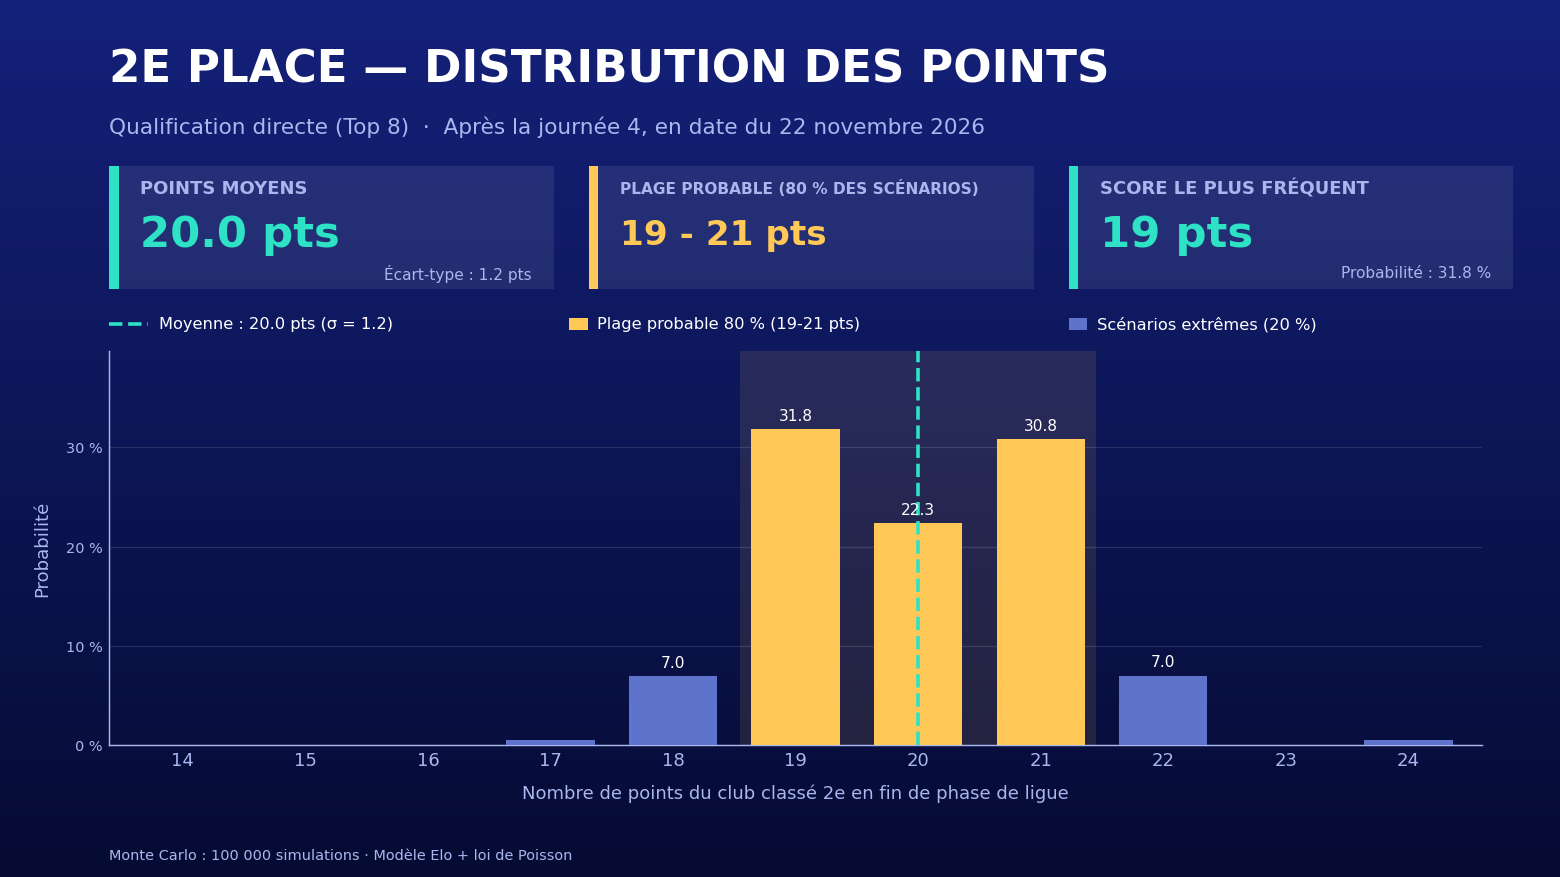 2E PLACE — DISTRIBUTION DES POINTS
Qualification directe (Top 8)  ·  Après la journée 4, en date du 22 novembre 2026
POINTS MOYENS
20.0 pts
Écart-type : 1.2 pts
PLAGE PROBABLE (80 % DES SCÉNARIOS)
19 - 21 pts
SCORE LE PLUS FRÉQUENT
19 pts
Probabilité : 31.8 %
Moyenne : 20.0 pts (σ = 1.2)
Plage probable 80 % (19-21 pts)
Scénarios extrêmes (20 %)
Probabilité
30 %
20 %
10 %
0 %
7.0
31.8
22.3
30.8
7.0
14 15 16 17 18 19 20 21 22 23 24
Nombre de points du club classé 2e en fin de phase de ligue
Monte Carlo : 100 000 simulations · Modèle Elo + loi de Poisson